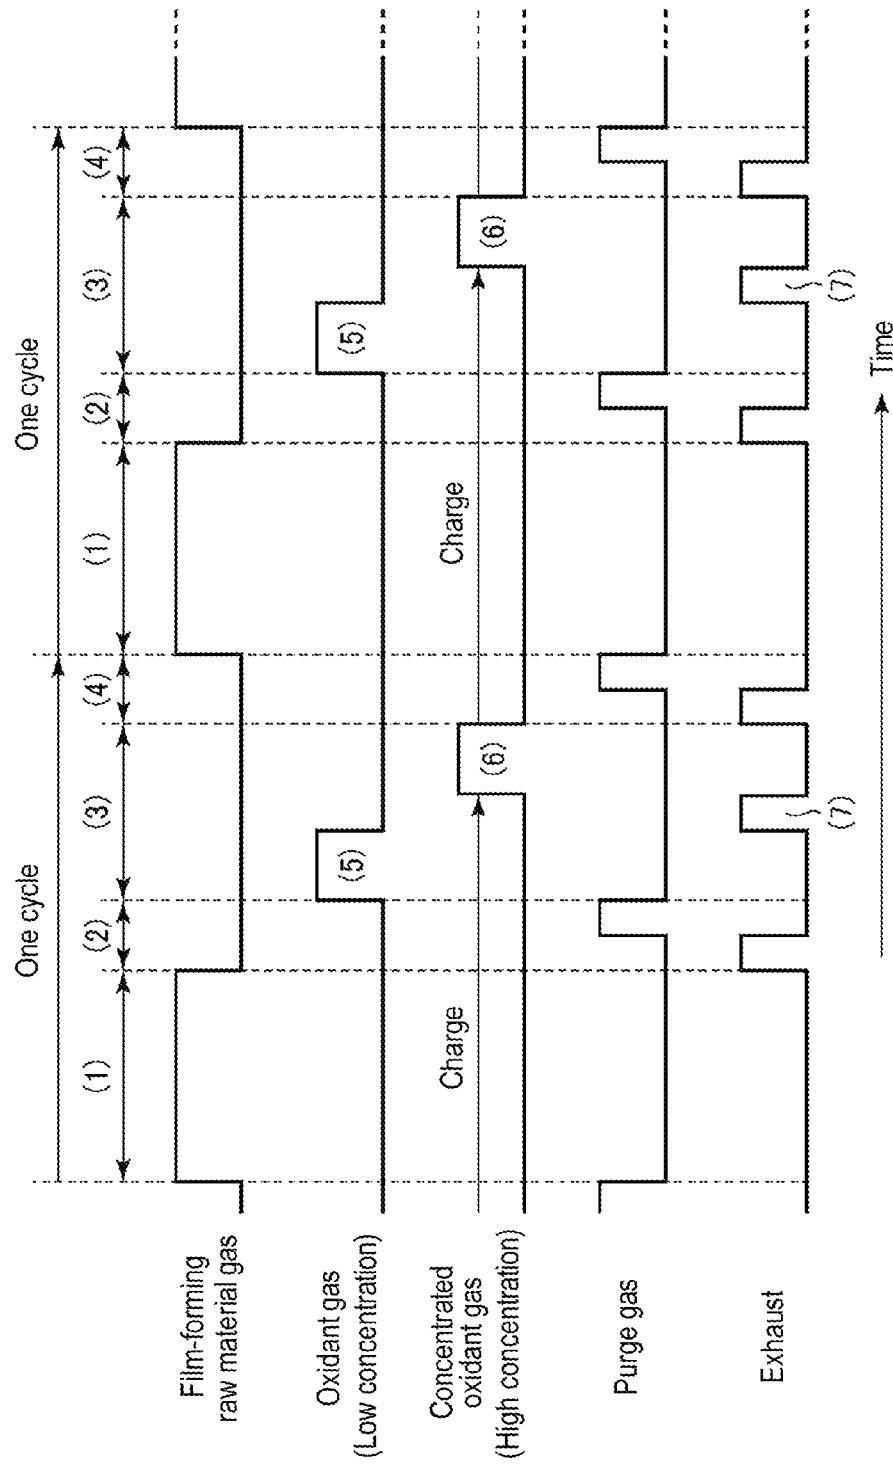 One cycle
One cycle
(1)
(2)
(3)
(4)
(1)
(2)
(3)
(4)
Film-forming
raw material gas
Oxidant gas
(Low concentration)
(5)
(5)
Concentrated
oxidant gas
(High concentration)
Charge
(6)
Charge
(6)
Purge gas
Exhaust
(7)
(7)
Time